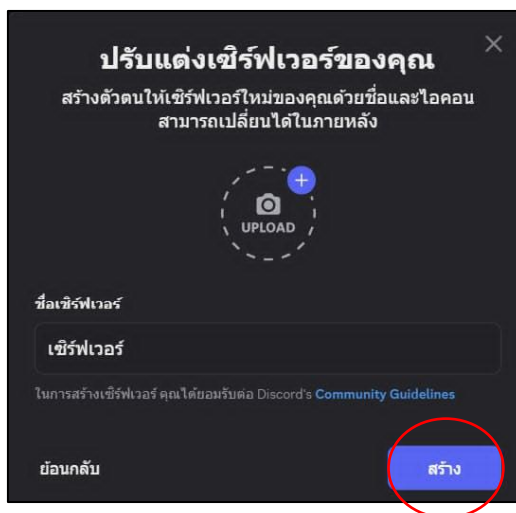 ปรับแต่งเซิร์ฟเวอร์ของคุณ
สร้างตัวตนให้เซิร์ฟเวอร์ใหม่ของคุณด้วยชื่อและไอคอน
สามารถเปลี่ยนได้ในภายหลัง
UPLOAD
ชื่อเซิร์ฟเวอร์
เซิร์ฟเวอร์
ในการสร้างเซิร์ฟเวอร์ คุณได้ยอมรับต่อ Discord's Community Guidelines
ย้อนกลับ
สร้าง